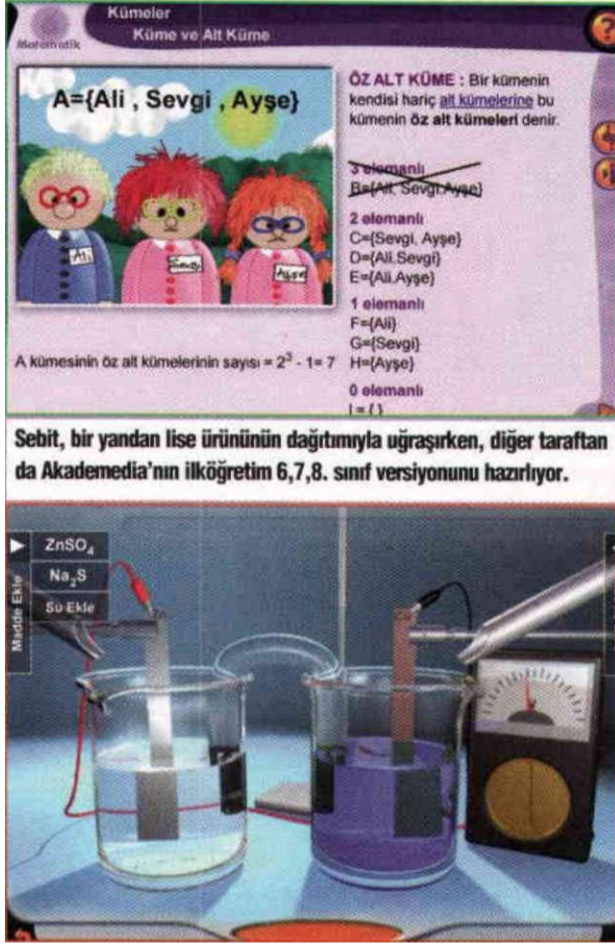 Kümeler
Küme ve Alt Küme
Matematik
A={Ali , Sevgi , Ayşe}
Ali
Sevgi
Ayşe
A kümesinin öz alt kümelerinin sayısı = 2³ - 1= 7
ÖZ ALT KÜME : Bir kümenin
kendisi hariç alt kümelerine bu
kümenin öz alt kümeleri denir.
3 elemanlı
B={Ali, Sevgi,Ayşe}
2 elemanlı
C={Sevgi, Ayşe}
D={Ali,Sevgi}
E={Ali,Ayşe}
1 elemanlı
F={Ali}
G={Sevgi}
H={Ayşe}
0 elemanlı
I = { }
Sebit, bir yandan lise ürününün dağıtımıyla uğraşırken, diğer taraftan
da Akademedia’nın ilköğretim 6,7,8. sınıf versiyonunu hazırlıyor.
Madde Ekle
ZnSO₄
Na₂S
Su Ekle